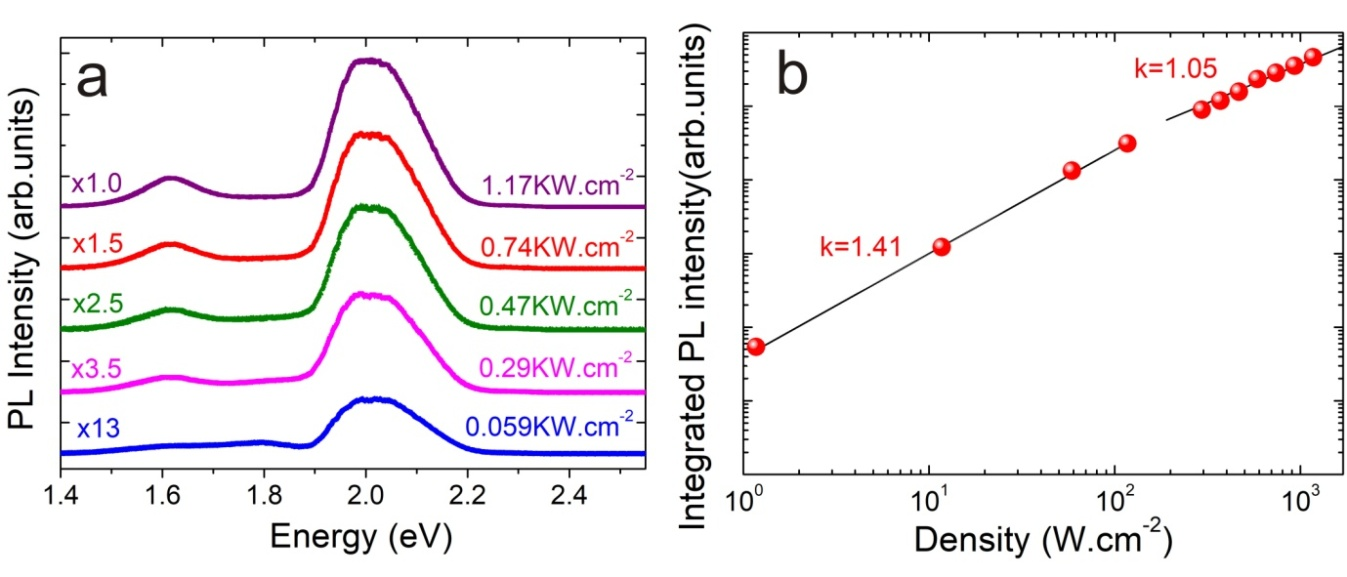 a
PL Intensity (arb.units)
x1.0 1.17KW.cm⁻²
x1.5 0.74KW.cm⁻²
x2.5 0.47KW.cm⁻²
x3.5 0.29KW.cm⁻²
x13 0.059KW.cm⁻²
1.4 1.6 1.8 2.0 2.2 2.4
Energy (eV)
b
Integrated PL intensity(arb.units)
k=1.05
k=1.41
10⁰ 10¹ 10² 10³
Density (W.cm⁻²)